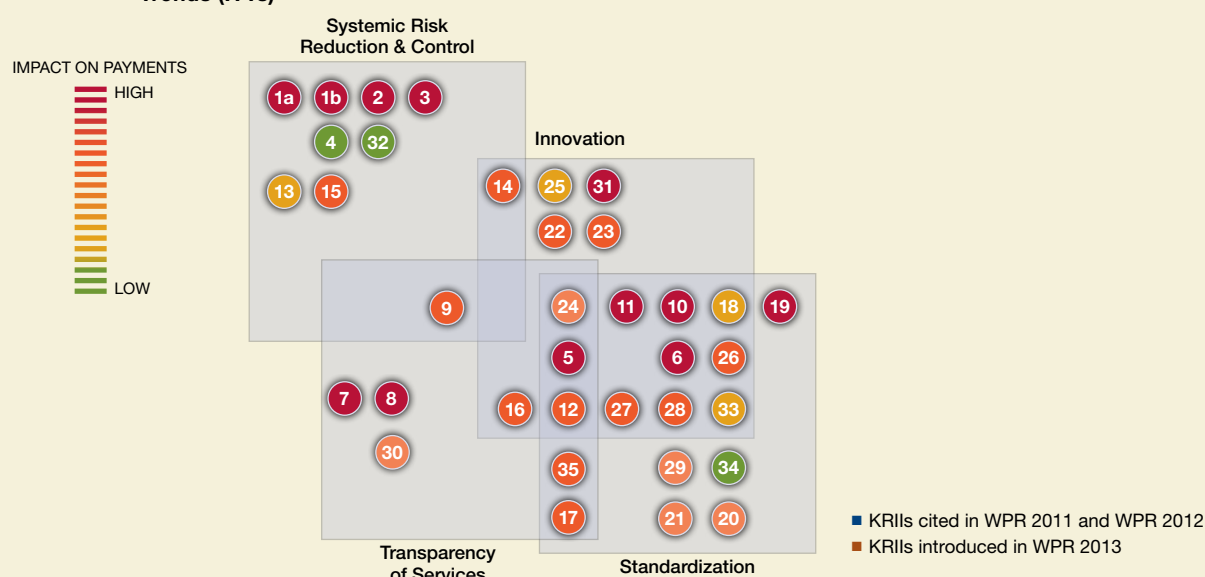 Systemic Risk
Reduction & Control
IMPACT ON PAYMENTS
HIGH
1a 1b 2 3
4 32
Innovation
13 15
14 25 31
22 23
LOW
9
24 11 10 18 19
5 6 26
7 8
16 12 27 28 33
30
35 29 34
17 21 20
KRIIs cited in WPR 2011 and WPR 2012
KRIIs introduced in WPR 2013
Transparency
of Services
Standardization